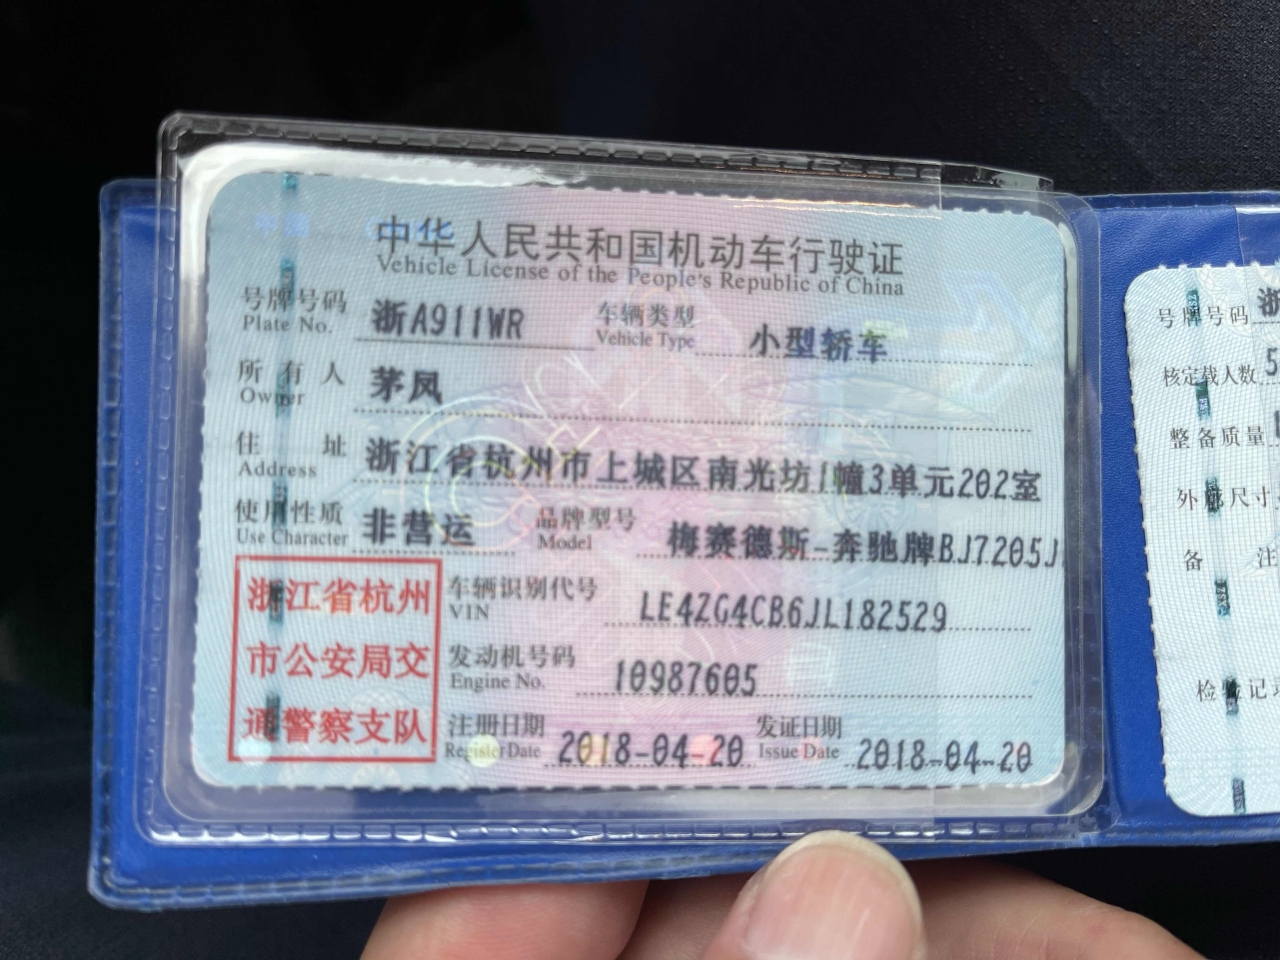 中华人民共和国机动车行驶证
Vehicle License of the People's Republic of China
号牌号码 浙A911WR 车辆类型 小型轿车
Plate No. Vehicle Type
所有人 茅凤
Owner
住址 浙江省杭州市上城区南光坊1幢3单元202室
Address
使用性质 非营运 品牌型号 梅赛德斯-奔驰牌BJ7205J
Use Character Model
浙江省杭州
市公安局交
通警察支队
车辆识别代号 LE4ZG4CB6JL182529
VIN
发动机号码 10987605
Engine No.
注册日期 2018-04-20 发证日期 2018-04-20
Register Date Issue Date
号牌号码 浙
核定载人数 5
整备质量
外廓尺寸
备注
检验记录